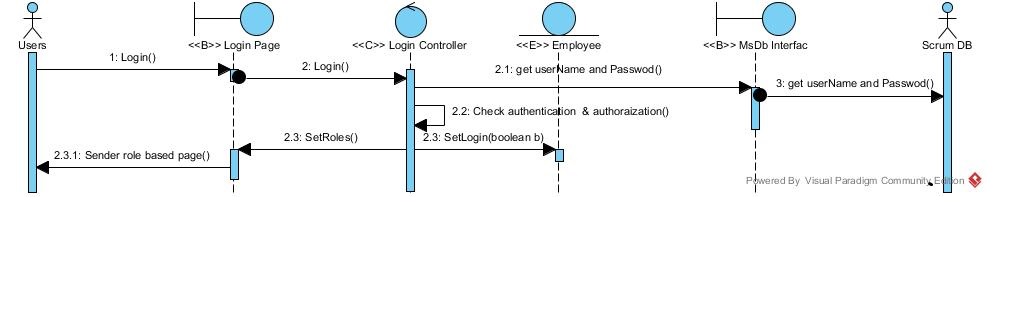 Users
<<B>> Login Page
<<C>> Login Controller
<<E>> Employee
<<B>> MsDb Interfac
Scrum DB
1: Login()
2: Login()
2.1: get userName and Passwod()
3: get userName and Passwod()
2.2: Check authentication & authoraization()
2.3: SetRoles()
2.3: SetLogin(boolean b)
2.3.1: Sender role based page()
Powered By Visual Paradigm Community Edition